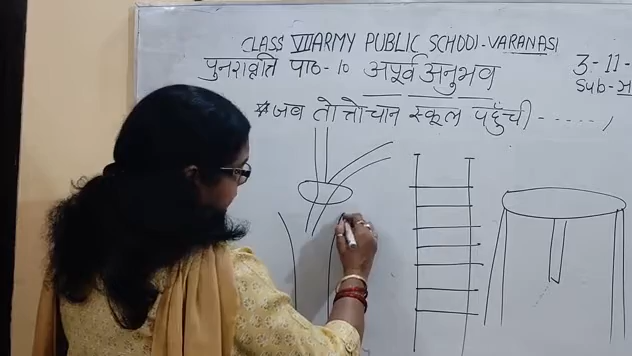 CLASS VII ARMY PUBLIC SCHOOL-VARANASI
पुनरावृत्ति पाठ-10 अपूर्व अनुभव
3-11-
Sub-
*जब तोत्तोचान स्कूल पहुँची -----,